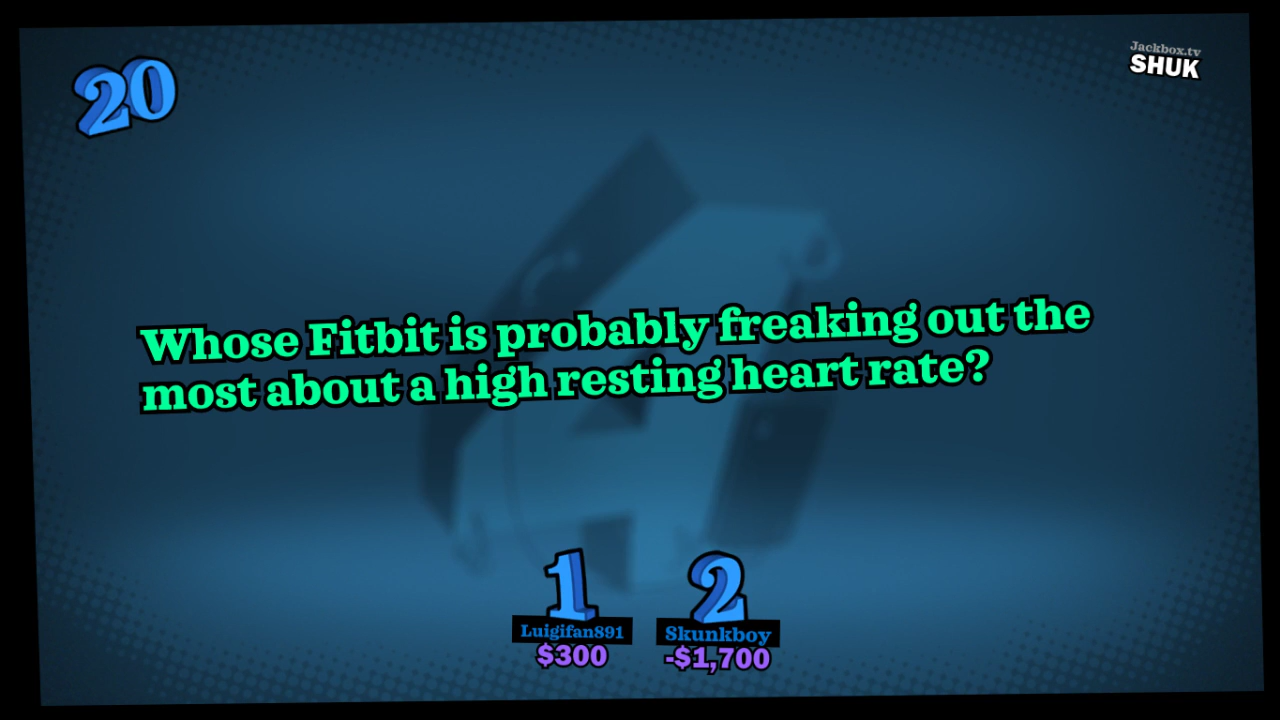 20
Jackbox.tv
SHUK
Whose Fitbit is probably freaking out the
most about a high resting heart rate?
1 2
Luigifan891 Skunkboy
$300 -$1,700